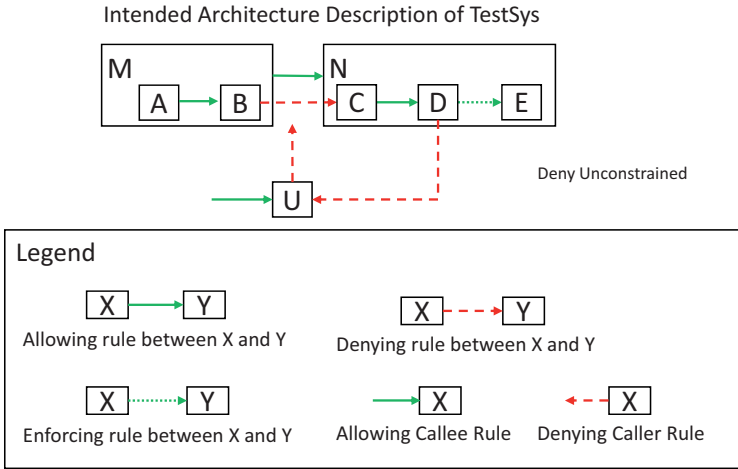 Intended Architecture Description of TestSys
M
N
A
B
C
D
E
U
Deny Unconstrained
Legend
X
Y
Allowing rule between X and Y
X
Y
Denying rule between X and Y
X
Y
Enforcing rule between X and Y
X
Allowing Callee Rule
X
Denying Caller Rule